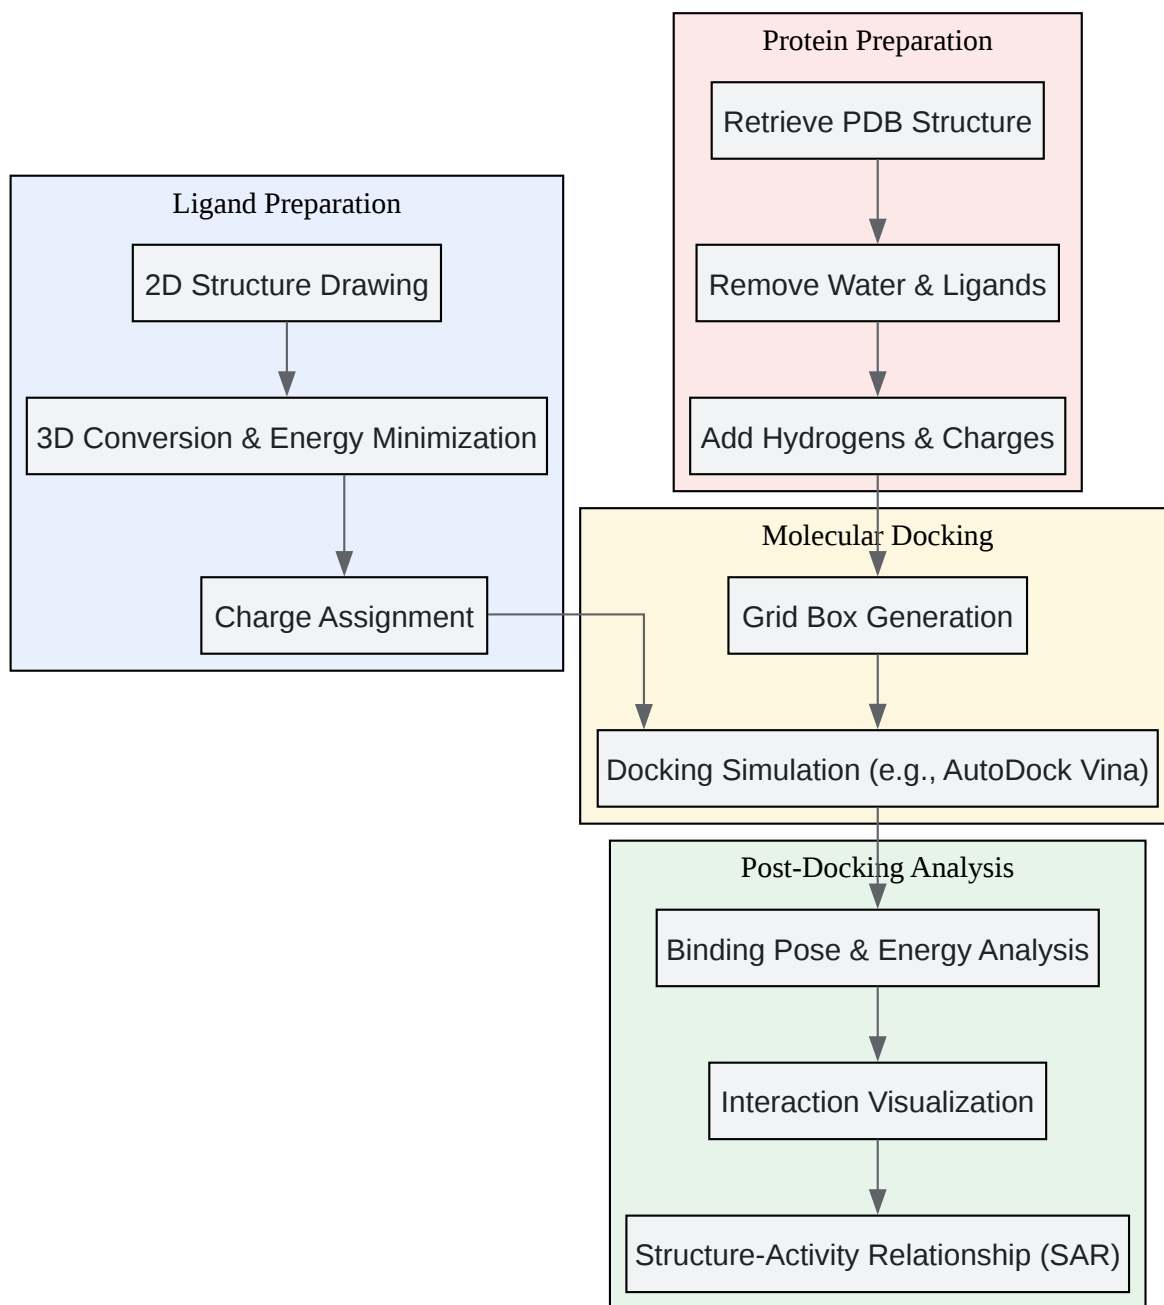 Protein Preparation
Retrieve PDB Structure
Remove Water & Ligands
Add Hydrogens & Charges
Ligand Preparation
2D Structure Drawing
3D Conversion & Energy Minimization
Charge Assignment
Molecular Docking
Grid Box Generation
Docking Simulation (e.g., AutoDock Vina)
Post-Docking Analysis
Binding Pose & Energy Analysis
Interaction Visualization
Structure-Activity Relationship (SAR)